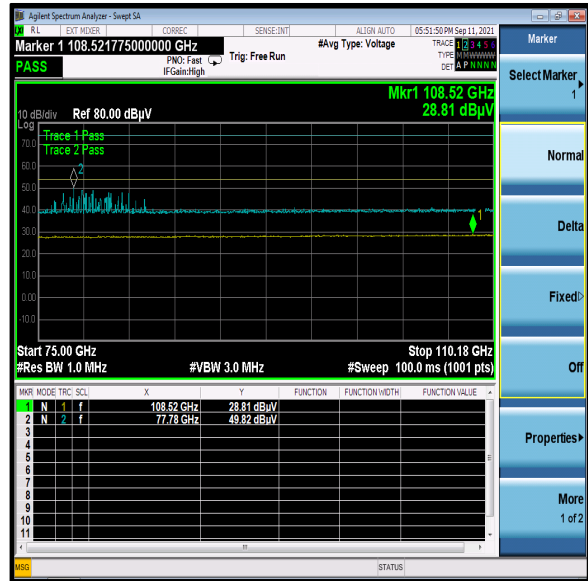 Agilent Spectrum Analyzer - Swept SA
RL EXT MIXER CORREC SENSE:INT ALIGN AUTO 05:51:50 PM Sep 11, 2021
Marker 1 108.521775000000 GHz #Avg Type: Voltage TRACE 1 2 3 4 5 6
PNO: Fast Trig: Free Run TYPE MMWWWW
PASS IFGain:High DET A P N N N N
Marker
Select Marker
1
Normal
Delta
Fixed
Off
Properties
More
1 of 2
Mkr1 108.52 GHz
28.81 dBµV
10 dB/div Ref 80.00 dBµV
Log
Trace 1 Pass
Trace 2 Pass
70.0
60.0
50.0
40.0
30.0
20.0
10.0
0.00
-10.0
2
1
Start 75.00 GHz Stop 110.18 GHz
#Res BW 1.0 MHz #VBW 3.0 MHz #Sweep 100.0 ms (1001 pts)
MKR MODE TRC SCL X Y FUNCTION FUNCTION WIDTH FUNCTION VALUE
1 N 1 f 108.52 GHz 28.81 dBµV
2 N 2 f 77.78 GHz 49.82 dBµV
3
4
5
6
7
8
9
10
11
MSG STATUS